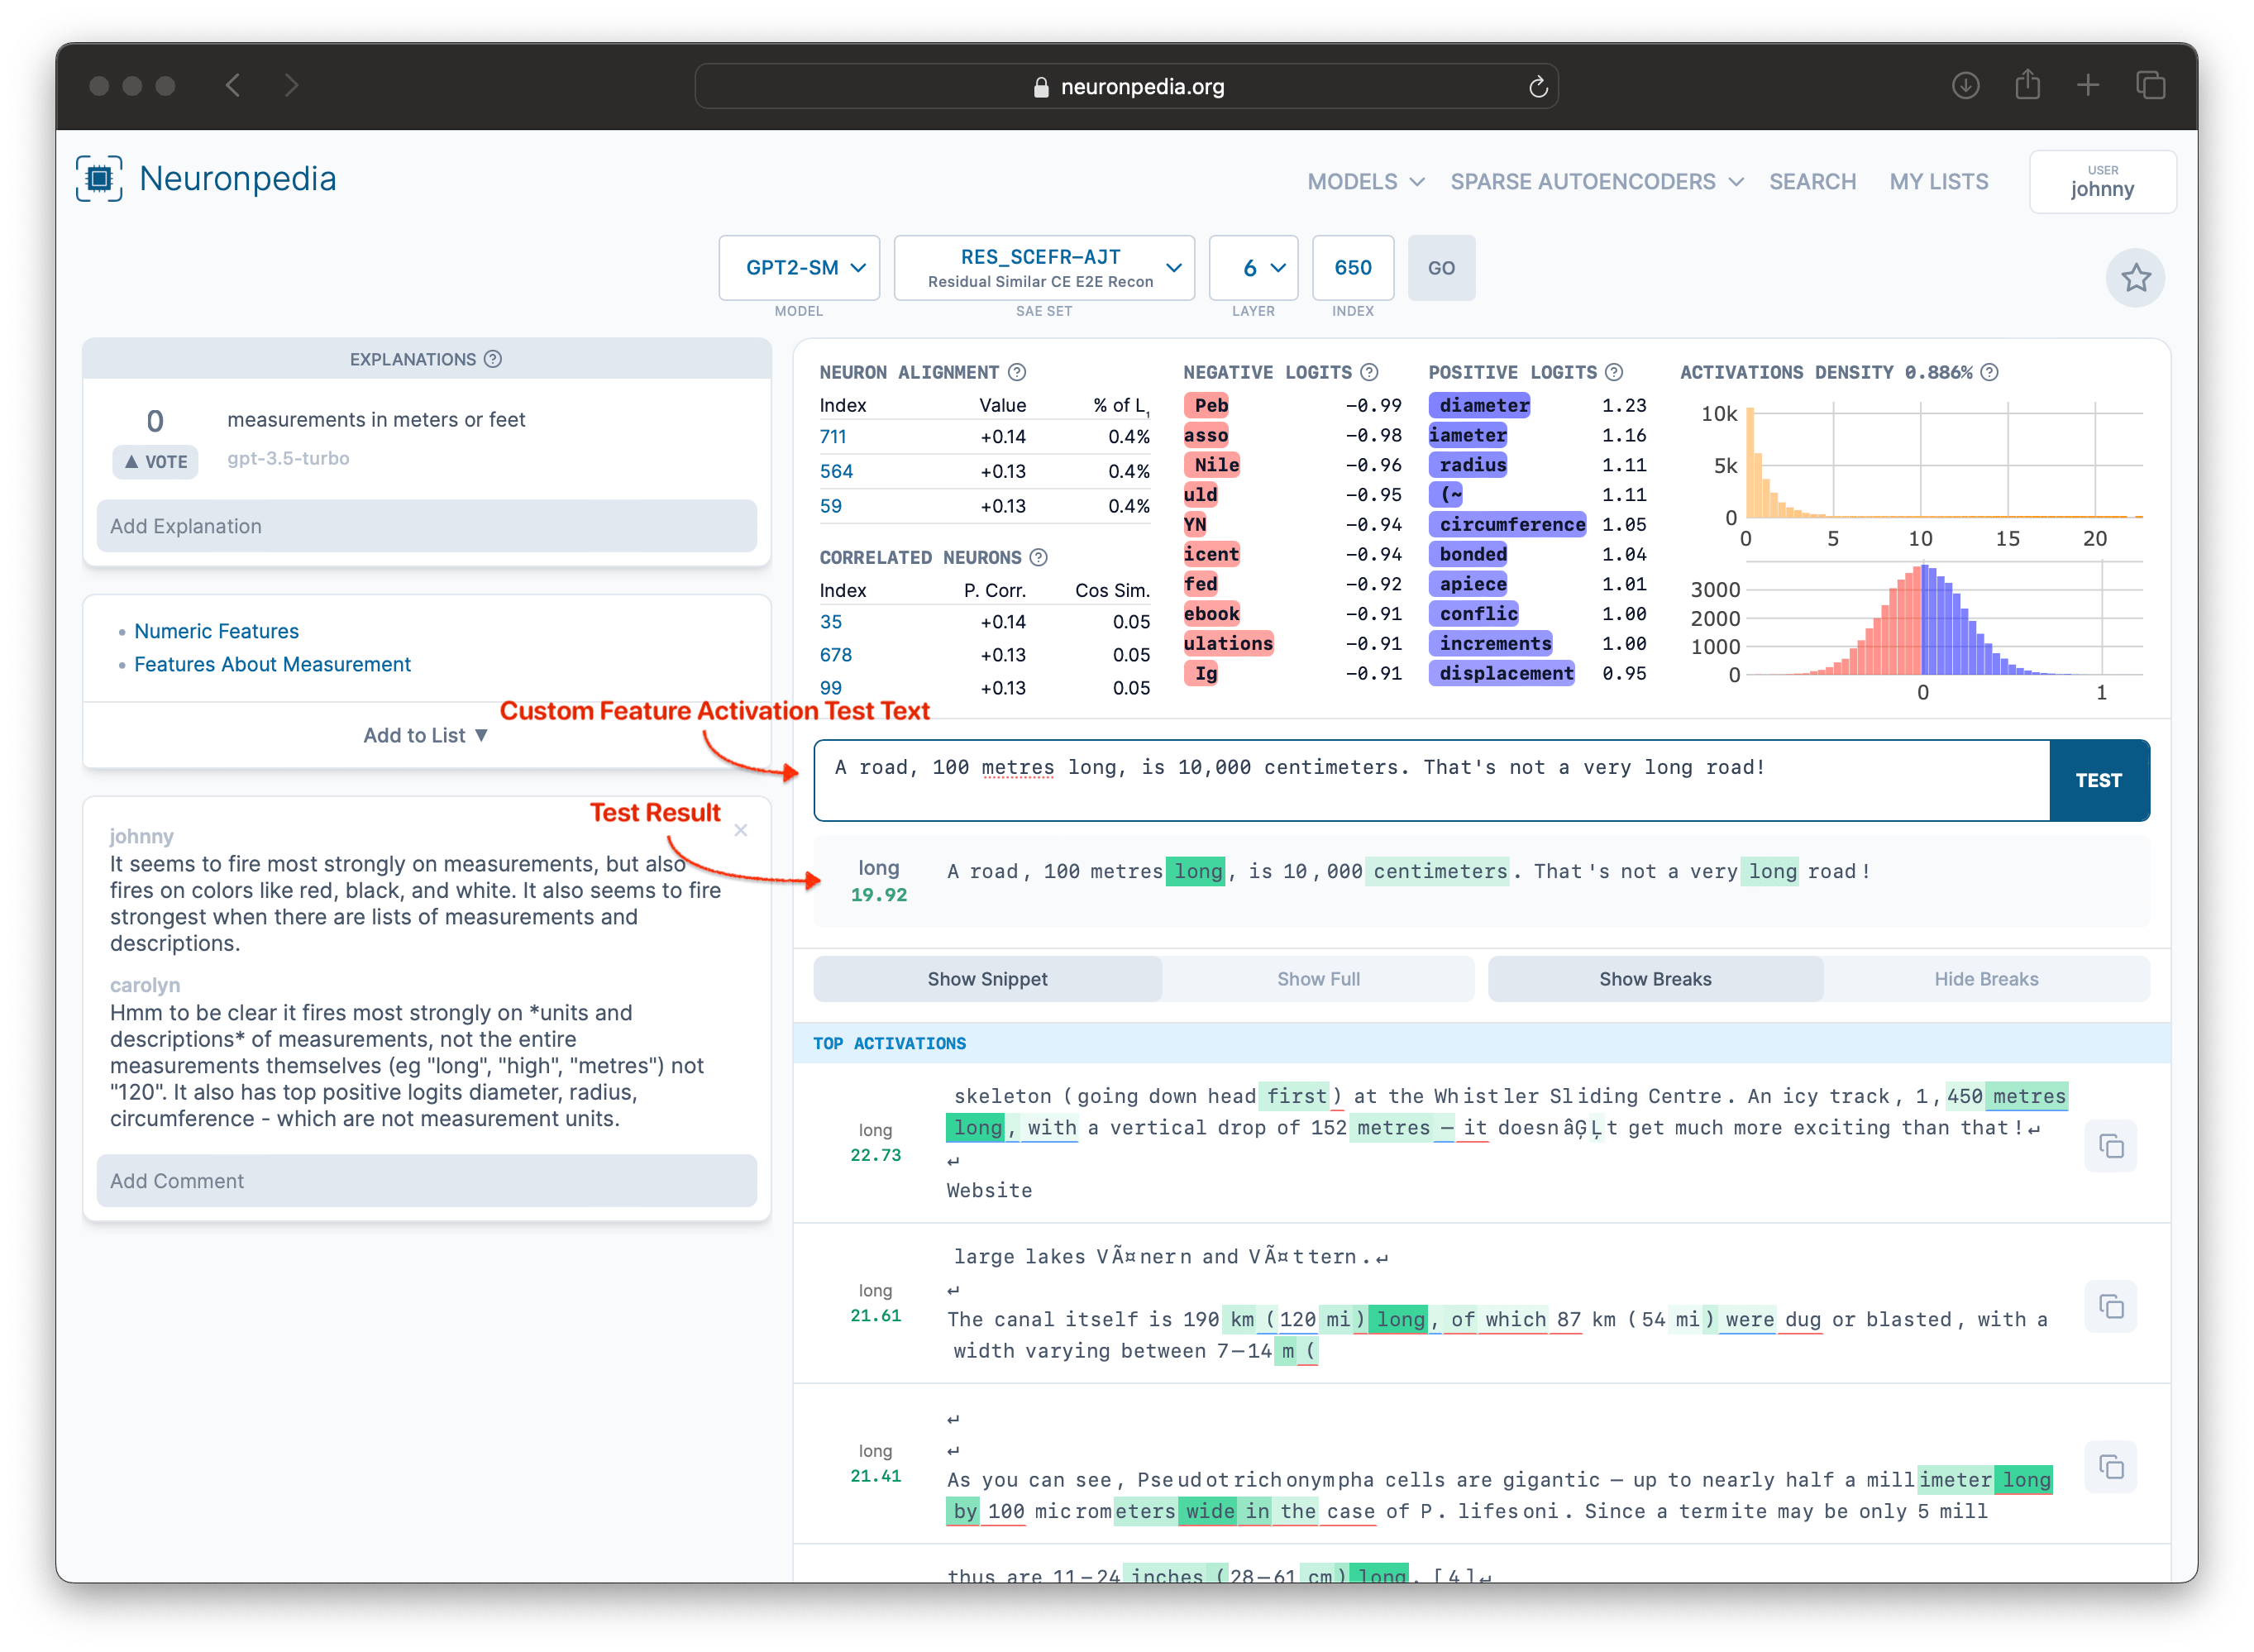 neuronpedia.org
Neuronpedia
MODELS
SPARSE AUTOENCODERS
SEARCH
MY LISTS
USER
johnny
GPT2-SM
MODEL
RES_SCEFR-AJT
Residual Similar CE E2E Recon
SAE SET
6
LAYER
650
INDEX
GO
EXPLANATIONS ?
0
▲ VOTE
measurements in meters or feet
gpt-3.5-turbo
Add Explanation
• Numeric Features
• Features About Measurement
Add to List ▼
johnny
It seems to fire most strongly on measurements, but also
fires on colors like red, black, and white. It also seems to fire
strongest when there are lists of measurements and
descriptions.
carolyn
Hmm to be clear it fires most strongly on *units and
descriptions* of measurements, not the entire
measurements themselves (eg "long", "high", "metres") not
"120". It also has top positive logits diameter, radius,
circumference - which are not measurement units.
Add Comment
NEURON ALIGNMENT ?
Index Value % of L₁
711 +0.14 0.4%
564 +0.13 0.4%
59 +0.13 0.4%
CORRELATED NEURONS ?
Index P. Corr. Cos Sim.
35 +0.14 0.05
678 +0.13 0.05
99 +0.13 0.05
NEGATIVE LOGITS ?
Peb -0.99
asso -0.98
Nile -0.96
uld -0.95
YN -0.94
icent -0.94
fed -0.92
ebook -0.91
ulations -0.91
Ig -0.91
POSITIVE LOGITS ?
diameter 1.23
iameter 1.16
radius 1.11
(~ 1.11
circumference 1.05
bonded 1.04
apiece 1.01
conflic 1.00
increments 1.00
displacement 0.95
ACTIVATIONS DENSITY 0.886% ?
10k
5k
0
0 5 10 15 20
3000
2000
1000
0
0 1
Custom Feature Activation Test Text
A road, 100 metres long, is 10,000 centimeters. That's not a very long road!
TEST
Test Result
long
19.92
A road, 100 metres long, is 10,000 centimeters. That's not a very long road!
Show Snippet
Show Full
Show Breaks
Hide Breaks
TOP ACTIVATIONS
long
22.73
skeleton (going down head first) at the Whistler Sliding Centre. An icy track, 1,450 metres
long, with a vertical drop of 152 metres — it doesnâĢĻt get much more exciting than that!↵
↵
Website
long
21.61
large lakes VÃ¤nern and VÃ¤ttern.↵
↵
The canal itself is 190 km (120 mi) long, of which 87 km (54 mi) were dug or blasted, with a
width varying between 7–14 m (
long
21.41
↵
↵
As you can see, Pseudotrichonympha cells are gigantic — up to nearly half a millimeter long
by 100 micrometers wide in the case of P. lifesoni. Since a termite may be only 5 mill
thus are 11–24 inches (28–61 cm) long. [4]↵